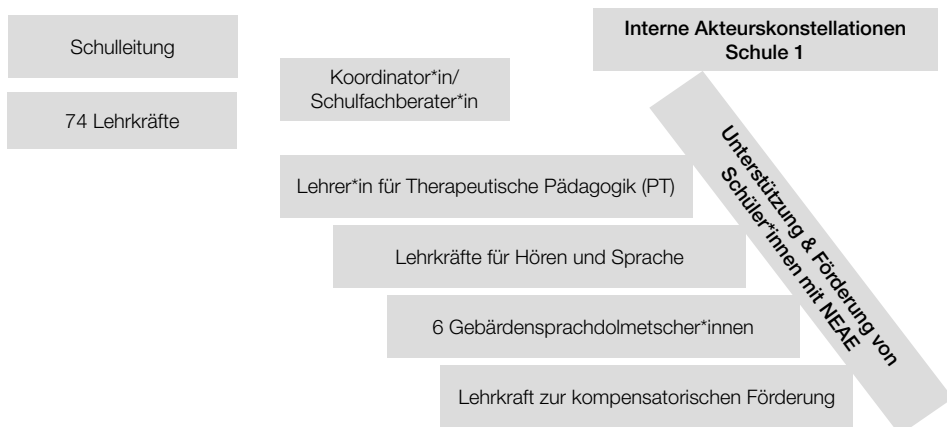 Schulleitung
74 Lehrkräfte
Koordinator*in/
Schulfachberater*in
Interne Akteurskonstellationen
Schule 1
Lehrer*in für Therapeutische Pädagogik (PT)
Lehrkräfte für Hören und Sprache
6 Gebärdensprachdolmetscher*innen
Lehrkraft zur kompensatorischen Förderung
Unterstützung & Förderung von
Schüler*innen mit NEAE